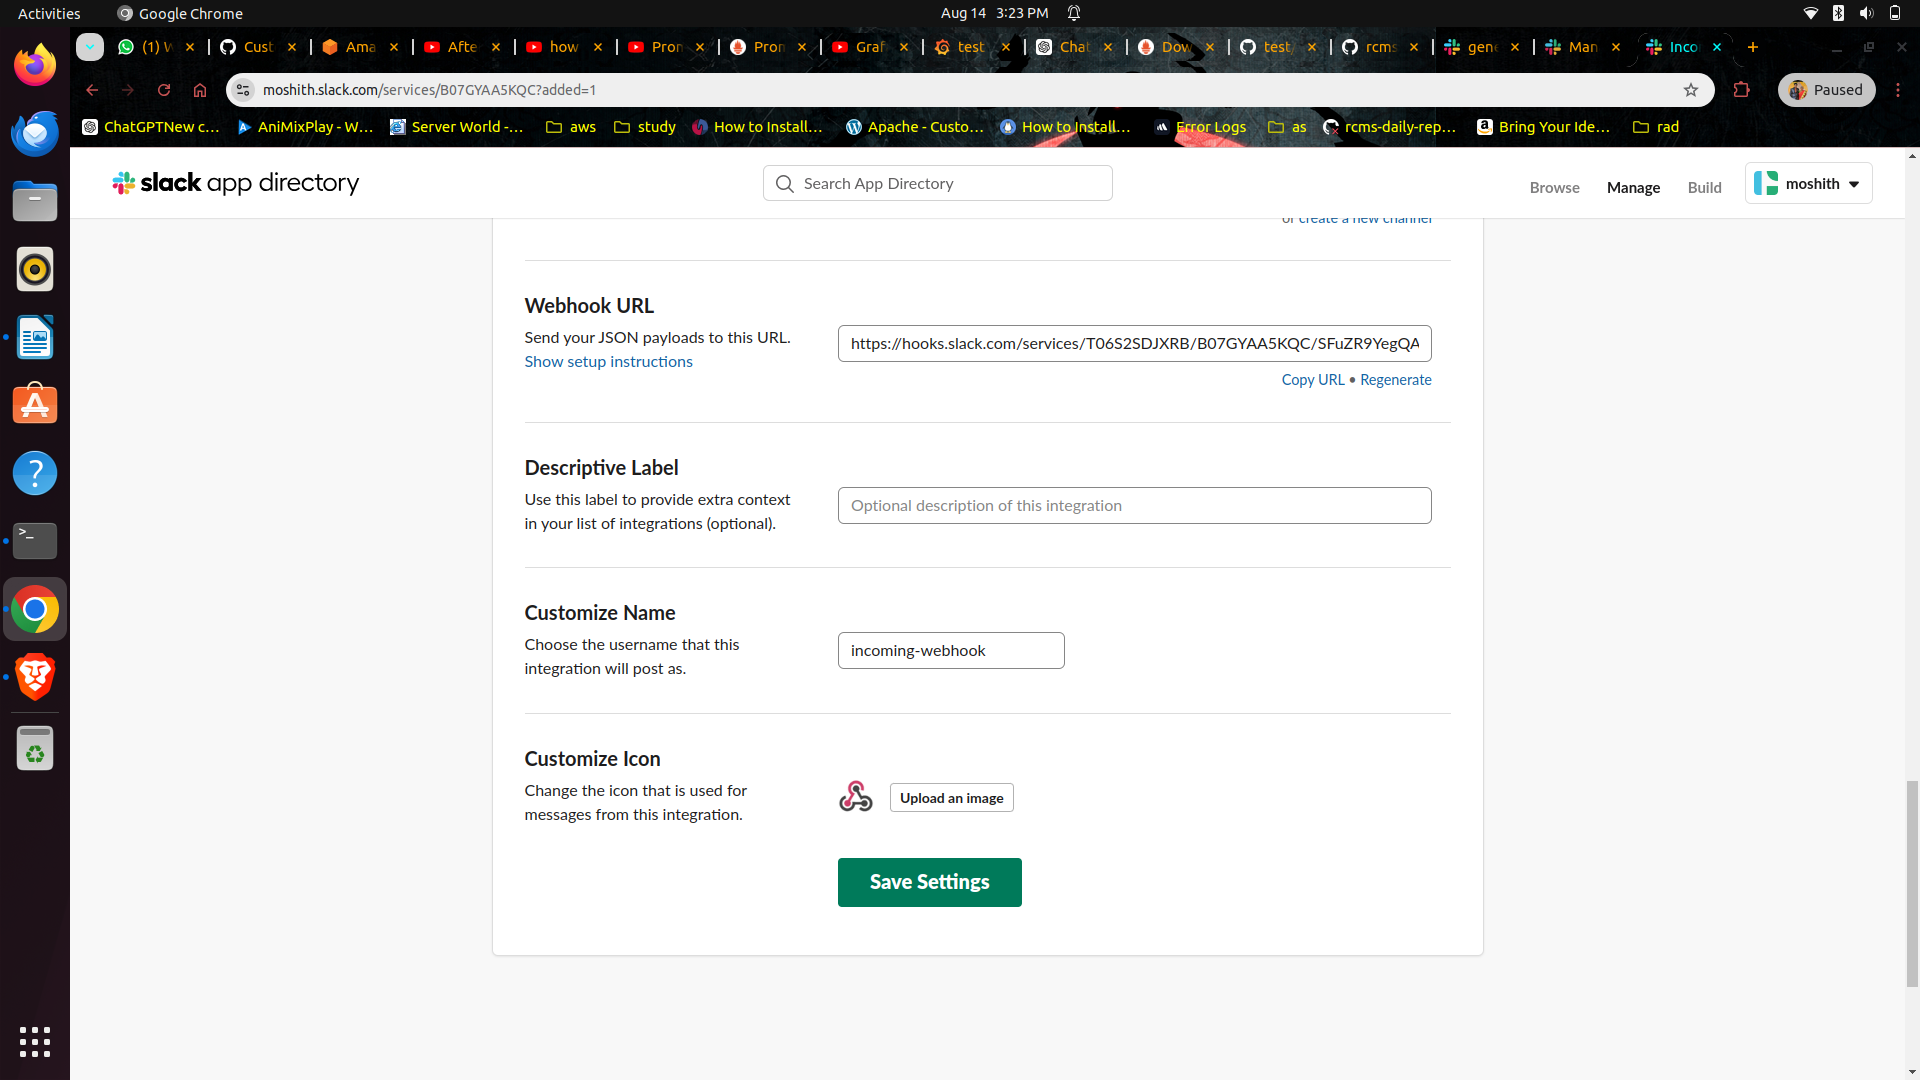 Activities
Google Chrome
Aug 14 3:23 PM
(1) W
Cust
Ama
Afte
how
Pron
Pron
Graf
test
Chat
Dow
test/
rcms
gene
Man
Inco
moshith.slack.com/services/B07GYAA5KQC?added=1
Paused
ChatGPTNew c...
AniMixPlay - W...
Server World -...
aws
study
How to Install...
Apache - Custo...
How to Install...
Error Logs
as
rcms-daily-rep...
Bring Your Ide...
rad
slack app directory
Search App Directory
Browse
Manage
Build
moshith
or create a new channel
Webhook URL
Send your JSON payloads to this URL.
Show setup instructions
https://hooks.slack.com/services/T06S2SDJXRB/B07GYAA5KQC/SFuZR9YegQA
Copy URL • Regenerate
Descriptive Label
Use this label to provide extra context
in your list of integrations (optional).
Optional description of this integration
Customize Name
Choose the username that this
integration will post as.
incoming-webhook
Customize Icon
Change the icon that is used for
messages from this integration.
Upload an image
Save Settings